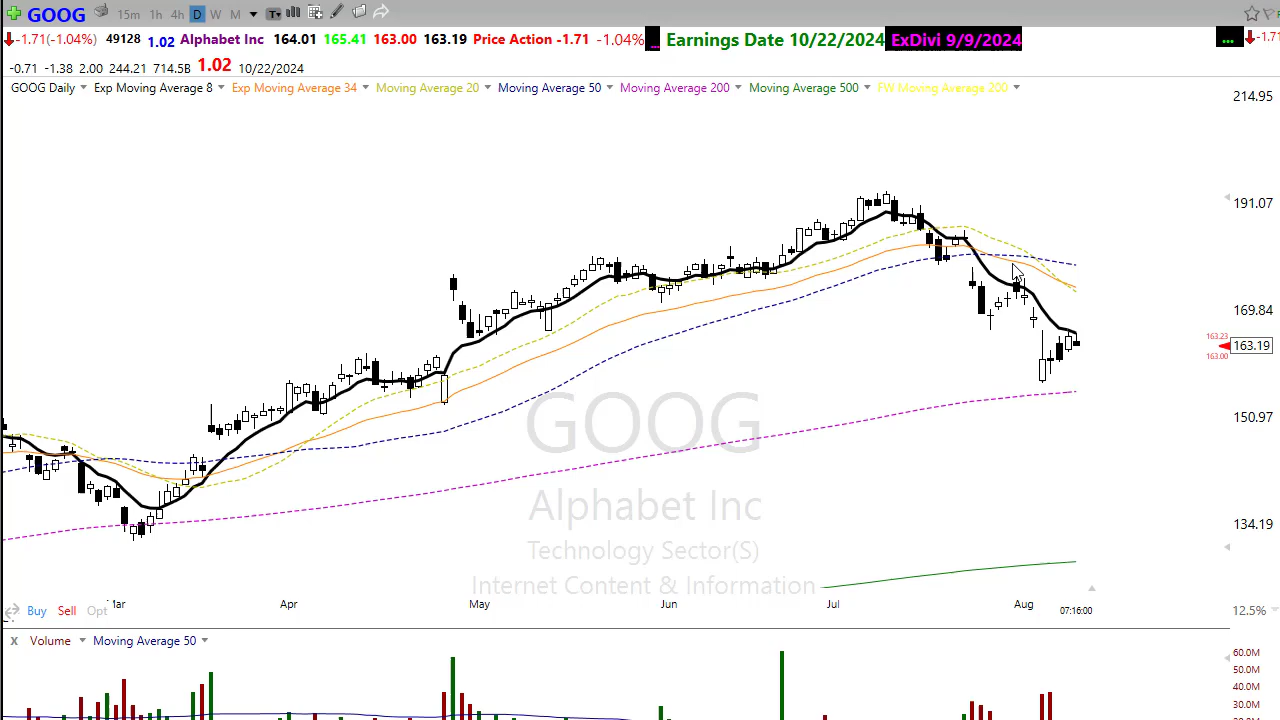 GOOG 15m 1h 4h D W M T
-1.71(-1.04%) 49128 1.02 Alphabet Inc 164.01 165.41 163.00 163.19 Price Action -1.71 -1.04% ... Earnings Date 10/22/2024 ExDivi 9/9/2024 ... -1.71
-0.71 -1.38 2.00 244.21 714.5B 1.02 10/22/2024
GOOG Daily Exp Moving Average 8 Exp Moving Average 34 Moving Average 20 Moving Average 50 Moving Average 200 Moving Average 500 FW Moving Average 200
214.95
191.07
169.84
163.23
163.19
163.00
150.97
134.19
GOOG
Alphabet Inc
Technology Sector(S)
Internet Content & Information
Mar Apr May Jun Jul Aug
Buy Sell Opt 07:16:00 12.5%
X Volume Moving Average 50
60.0M
50.0M
40.0M
30.0M